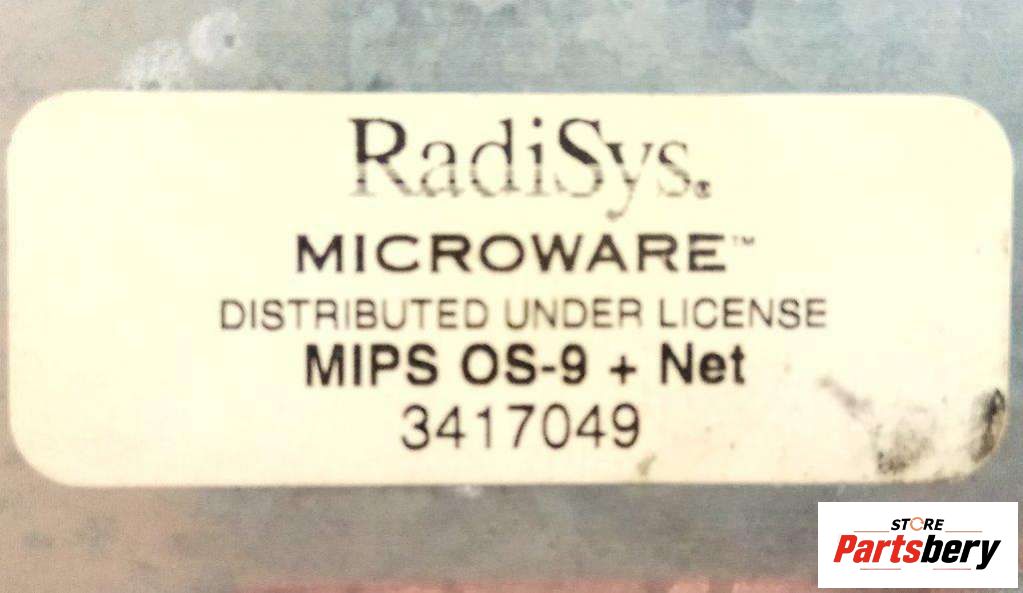 RadiSys®
MICROWARE™
DISTRIBUTED UNDER LICENSE
MIPS OS-9 + Net
3417049
STORE
Partsbery